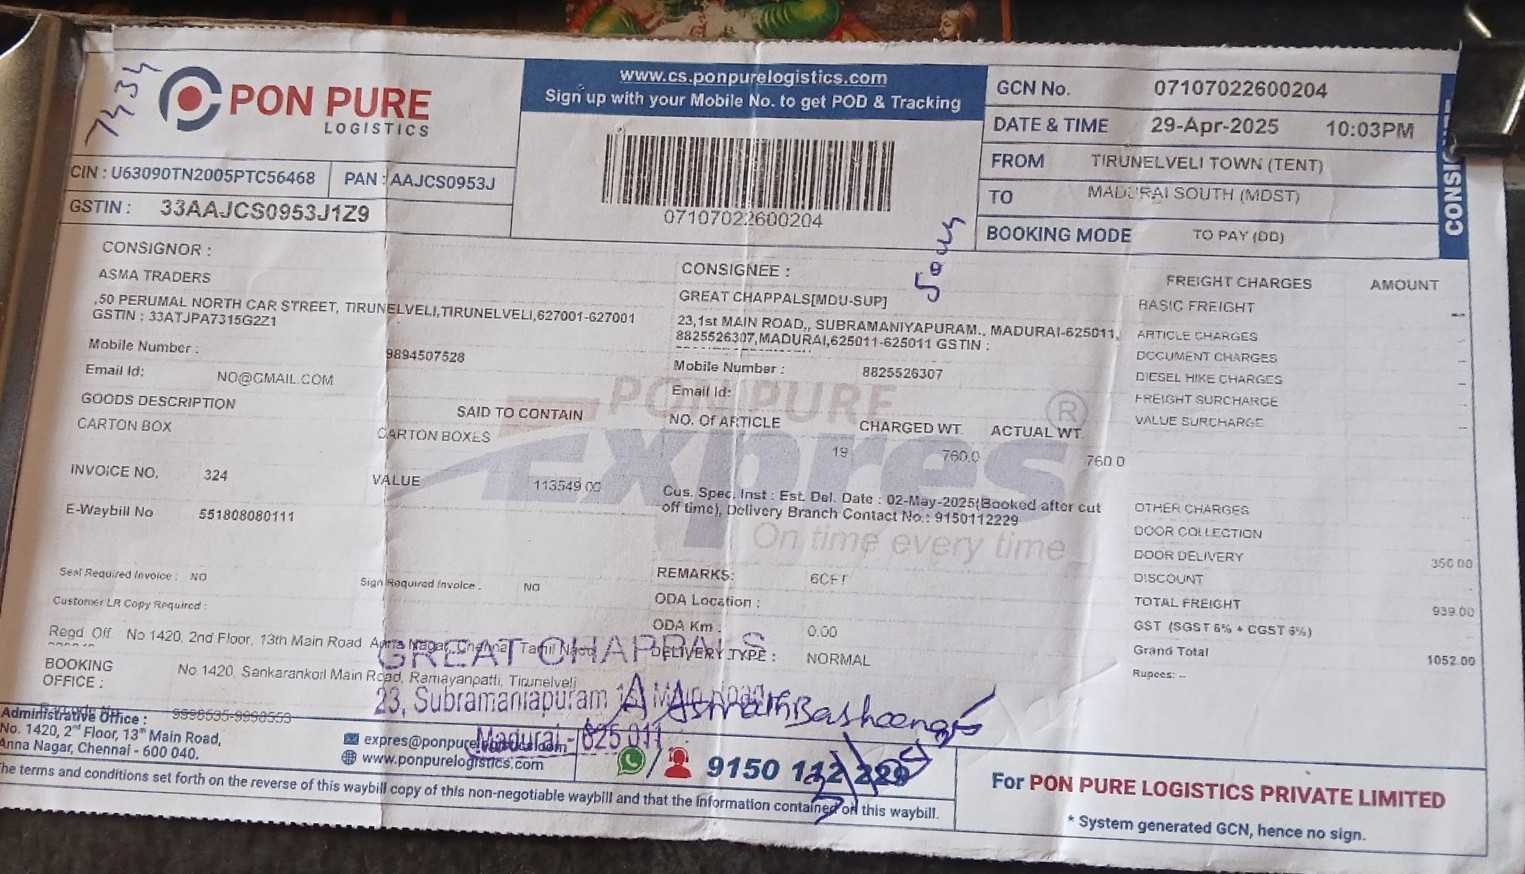 7434
PON PURE
LOGISTICS
CIN : U63090TN2005PTC56468
PAN : AAJCS0953J
GSTIN : 33AAJCS0953J1Z9
www.cs.ponpurelogistics.com
Sign up with your Mobile No. to get POD & Tracking
07107022600204
GCN No. 07107022600204
DATE & TIME 29-Apr-2025 10:03PM
FROM TIRUNELVELI TOWN (TENT)
TO MADURAI SOUTH (MDST)
BOOKING MODE TO PAY (DD)
CONSIGNOR :
ASMA TRADERS
,50 PERUMAL NORTH CAR STREET, TIRUNELVELI,TIRUNELVELI,627001-627001
GSTIN : 33ATJPA7315G2Z1
Mobile Number : 9894507528
Email Id: NO@GMAIL.COM
GOODS DESCRIPTION SAID TO CONTAIN
CARTON BOX CARTON BOXES
INVOICE NO. 324 VALUE 113549.00
E-Waybill No 551808080111
Seal Required Invoice : NO Sign Required Invoice : NO
Customer LR Copy Required :
CONSIGNEE :
GREAT CHAPPALS[MDU-SUP]
23,1st MAIN ROAD,, SUBRAMANIYAPURAM., MADURAI-625011,
8825526307,MADURAI,625011-625011 GSTIN :
Mobile Number : 8825526307
Email Id:
NO. Of ARTICLE CHARGED WT. ACTUAL WT.
19 760.0 760.0
Cus. Spec. Inst : Est. Del. Date : 02-May-2025(Booked after cut
off time), Delivery Branch Contact No.: 9150112229
PON PURE
Expres ®
On time every time
REMARKS:
ODA Location :
ODA Km : 0.00
DELIVERY TYPE : NORMAL
FREIGHT CHARGES AMOUNT
BASIC FREIGHT
ARTICLE CHARGES
DOCUMENT CHARGES
DIESEL HIKE CHARGES
FREIGHT SURCHARGE
VALUE SURCHARGE
OTHER CHARGES
DOOR COLLECTION
DOOR DELIVERY 350.00
DISCOUNT
TOTAL FREIGHT 939.00
GST (SGST 6% + CGST 6%)
Grand Total 1052.00
Rupees: --
Regd. Off. No 1420, 2nd Floor, 13th Main Road Anna Nagar, Chennai Tamil Nadu
BOOKING OFFICE : No 1420, Sankarankoil Main Road, Ramayanpatti, Tirunelveli
GREAT CHAPPALS
23, Subramaniapuram 1st Main Road
Madurai - 625 011
Administrative Office :
No. 1420, 2nd Floor, 13th Main Road,
Anna Nagar, Chennai - 600 040.
expres@ponpurelogistics.com
www.ponpurelogistics.com
9150 112 229
The terms and conditions set forth on the reverse of this waybill copy of this non-negotiable waybill and that the information contained on this waybill.
For PON PURE LOGISTICS PRIVATE LIMITED
* System generated GCN, hence no sign.